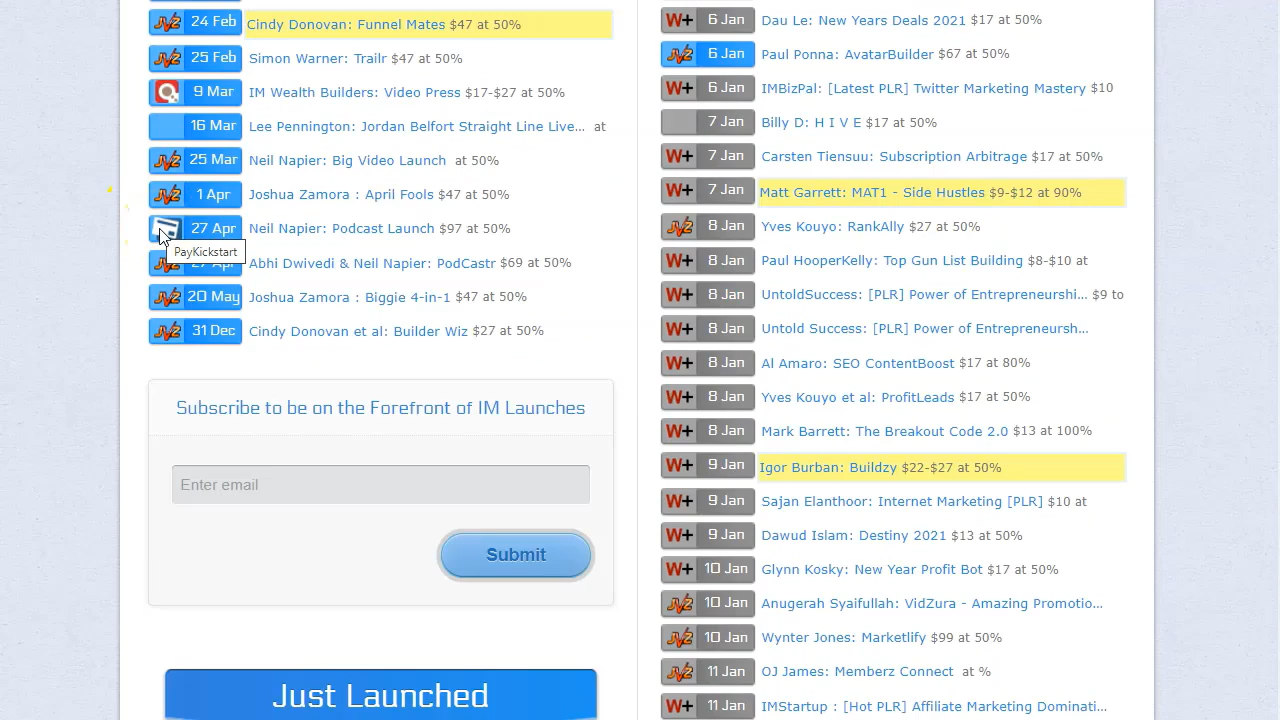 24 Feb Cindy Donovan: Funnel Mates $47 at 50%
25 Feb Simon Warner: Trailr $47 at 50%
9 Mar IM Wealth Builders: Video Press $17-$27 at 50%
16 Mar Lee Pennington: Jordan Belfort Straight Line Live... at
25 Mar Neil Napier: Big Video Launch at 50%
1 Apr Joshua Zamora : April Fools $47 at 50%
27 Apr Neil Napier: Podcast Launch $97 at 50%
PayKickstart
27 Apr Abhi Dwivedi & Neil Napier: PodCastr $69 at 50%
20 May Joshua Zamora : Biggie 4-in-1 $47 at 50%
31 Dec Cindy Donovan et al: Builder Wiz $27 at 50%
Subscribe to be on the Forefront of IM Launches
Enter email
Submit
Just Launched
W+ 6 Jan Dau Le: New Years Deals 2021 $17 at 50%
6 Jan Paul Ponna: AvatarBuilder $67 at 50%
W+ 6 Jan IMBizPal: [Latest PLR] Twitter Marketing Mastery $10
7 Jan Billy D: H I V E $17 at 50%
W+ 7 Jan Carsten Tiensuu: Subscription Arbitrage $17 at 50%
W+ 7 Jan Matt Garrett: MAT1 - Side Hustles $9-$12 at 90%
8 Jan Yves Kouyo: RankAlly $27 at 50%
W+ 8 Jan Paul HooperKelly: Top Gun List Building $8-$10 at
W+ 8 Jan UntoldSuccess: [PLR] Power of Entrepreneurshi... $9 to
W+ 8 Jan Untold Success: [PLR] Power of Entrepreneursh...
W+ 8 Jan Al Amaro: SEO ContentBoost $17 at 80%
W+ 8 Jan Yves Kouyo et al: ProfitLeads $17 at 50%
W+ 8 Jan Mark Barrett: The Breakout Code 2.0 $13 at 100%
W+ 9 Jan Igor Burban: Buildzy $22-$27 at 50%
W+ 9 Jan Sajan Elanthoor: Internet Marketing [PLR] $10 at
W+ 9 Jan Dawud Islam: Destiny 2021 $13 at 50%
W+ 10 Jan Glynn Kosky: New Year Profit Bot $17 at 50%
10 Jan Anugerah Syaifullah: VidZura - Amazing Promotio...
10 Jan Wynter Jones: Marketlify $99 at 50%
11 Jan OJ James: Memberz Connect at %
W+ 11 Jan IMStartup : [Hot PLR] Affiliate Marketing Dominati...